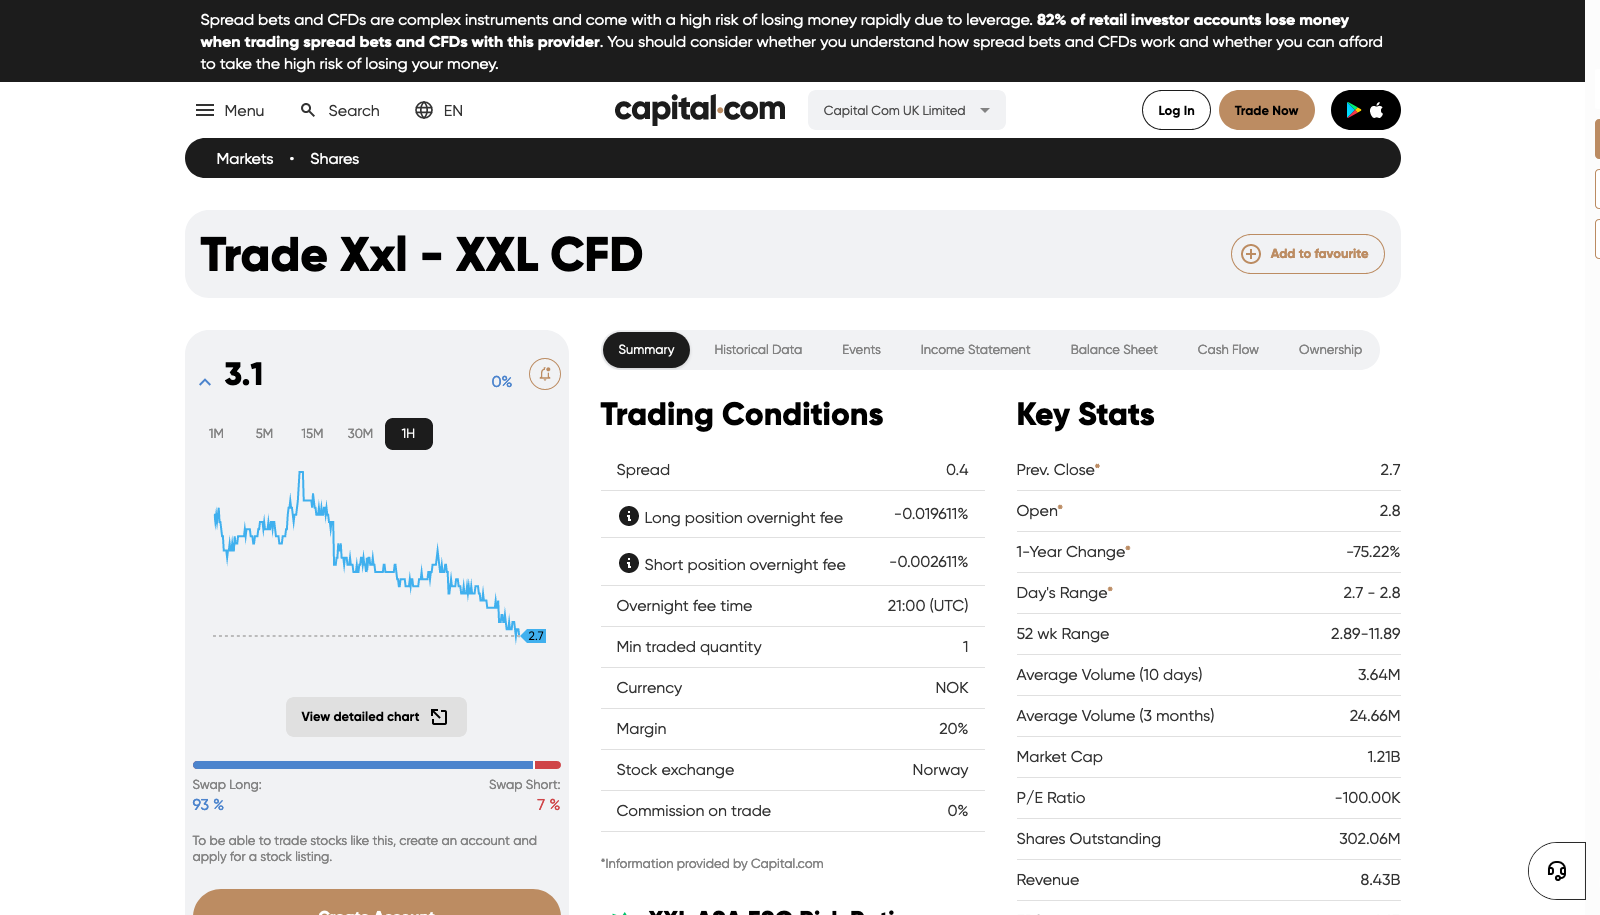 Spread bets and CFDs are complex instruments and come with a high risk of losing money rapidly due to leverage. 82% of retail investor accounts lose money
when trading spread bets and CFDs with this provider. You should consider whether you understand how spread bets and CFDs work and whether you can afford
to take the high risk of losing your money.
Menu Search EN capital.com Capital Com UK Limited Log In Trade Now
Markets • Shares
Trade Xxl - XXL CFD
Add to favourite
3.1 0%
1M 5M 15M 30M 1H
2.7
View detailed chart
Swap Long: Swap Short:
93 % 7 %
To be able to trade stocks like this, create an account and
apply for a stock listing.
Create Account
Summary Historical Data Events Income Statement Balance Sheet Cash Flow Ownership
Trading Conditions
Spread 0.4
Long position overnight fee -0.019611%
Short position overnight fee -0.002611%
Overnight fee time 21:00 (UTC)
Min traded quantity 1
Currency NOK
Margin 20%
Stock exchange Norway
Commission on trade 0%
*Information provided by Capital.com
XXL ASA ESG Risk Rati
Key Stats
Prev. Close* 2.7
Open* 2.8
1-Year Change* -75.22%
Day's Range* 2.7 - 2.8
52 wk Range 2.89-11.89
Average Volume (10 days) 3.64M
Average Volume (3 months) 24.66M
Market Cap 1.21B
P/E Ratio -100.00K
Shares Outstanding 302.06M
Revenue 8.43B